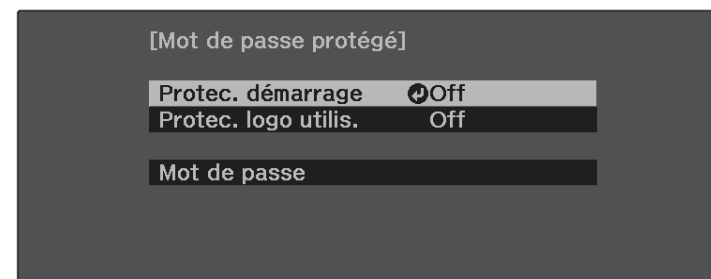 [Mot de passe protégé]
Protec. démarrage Off
Protec. logo utilis. Off
Mot de passe